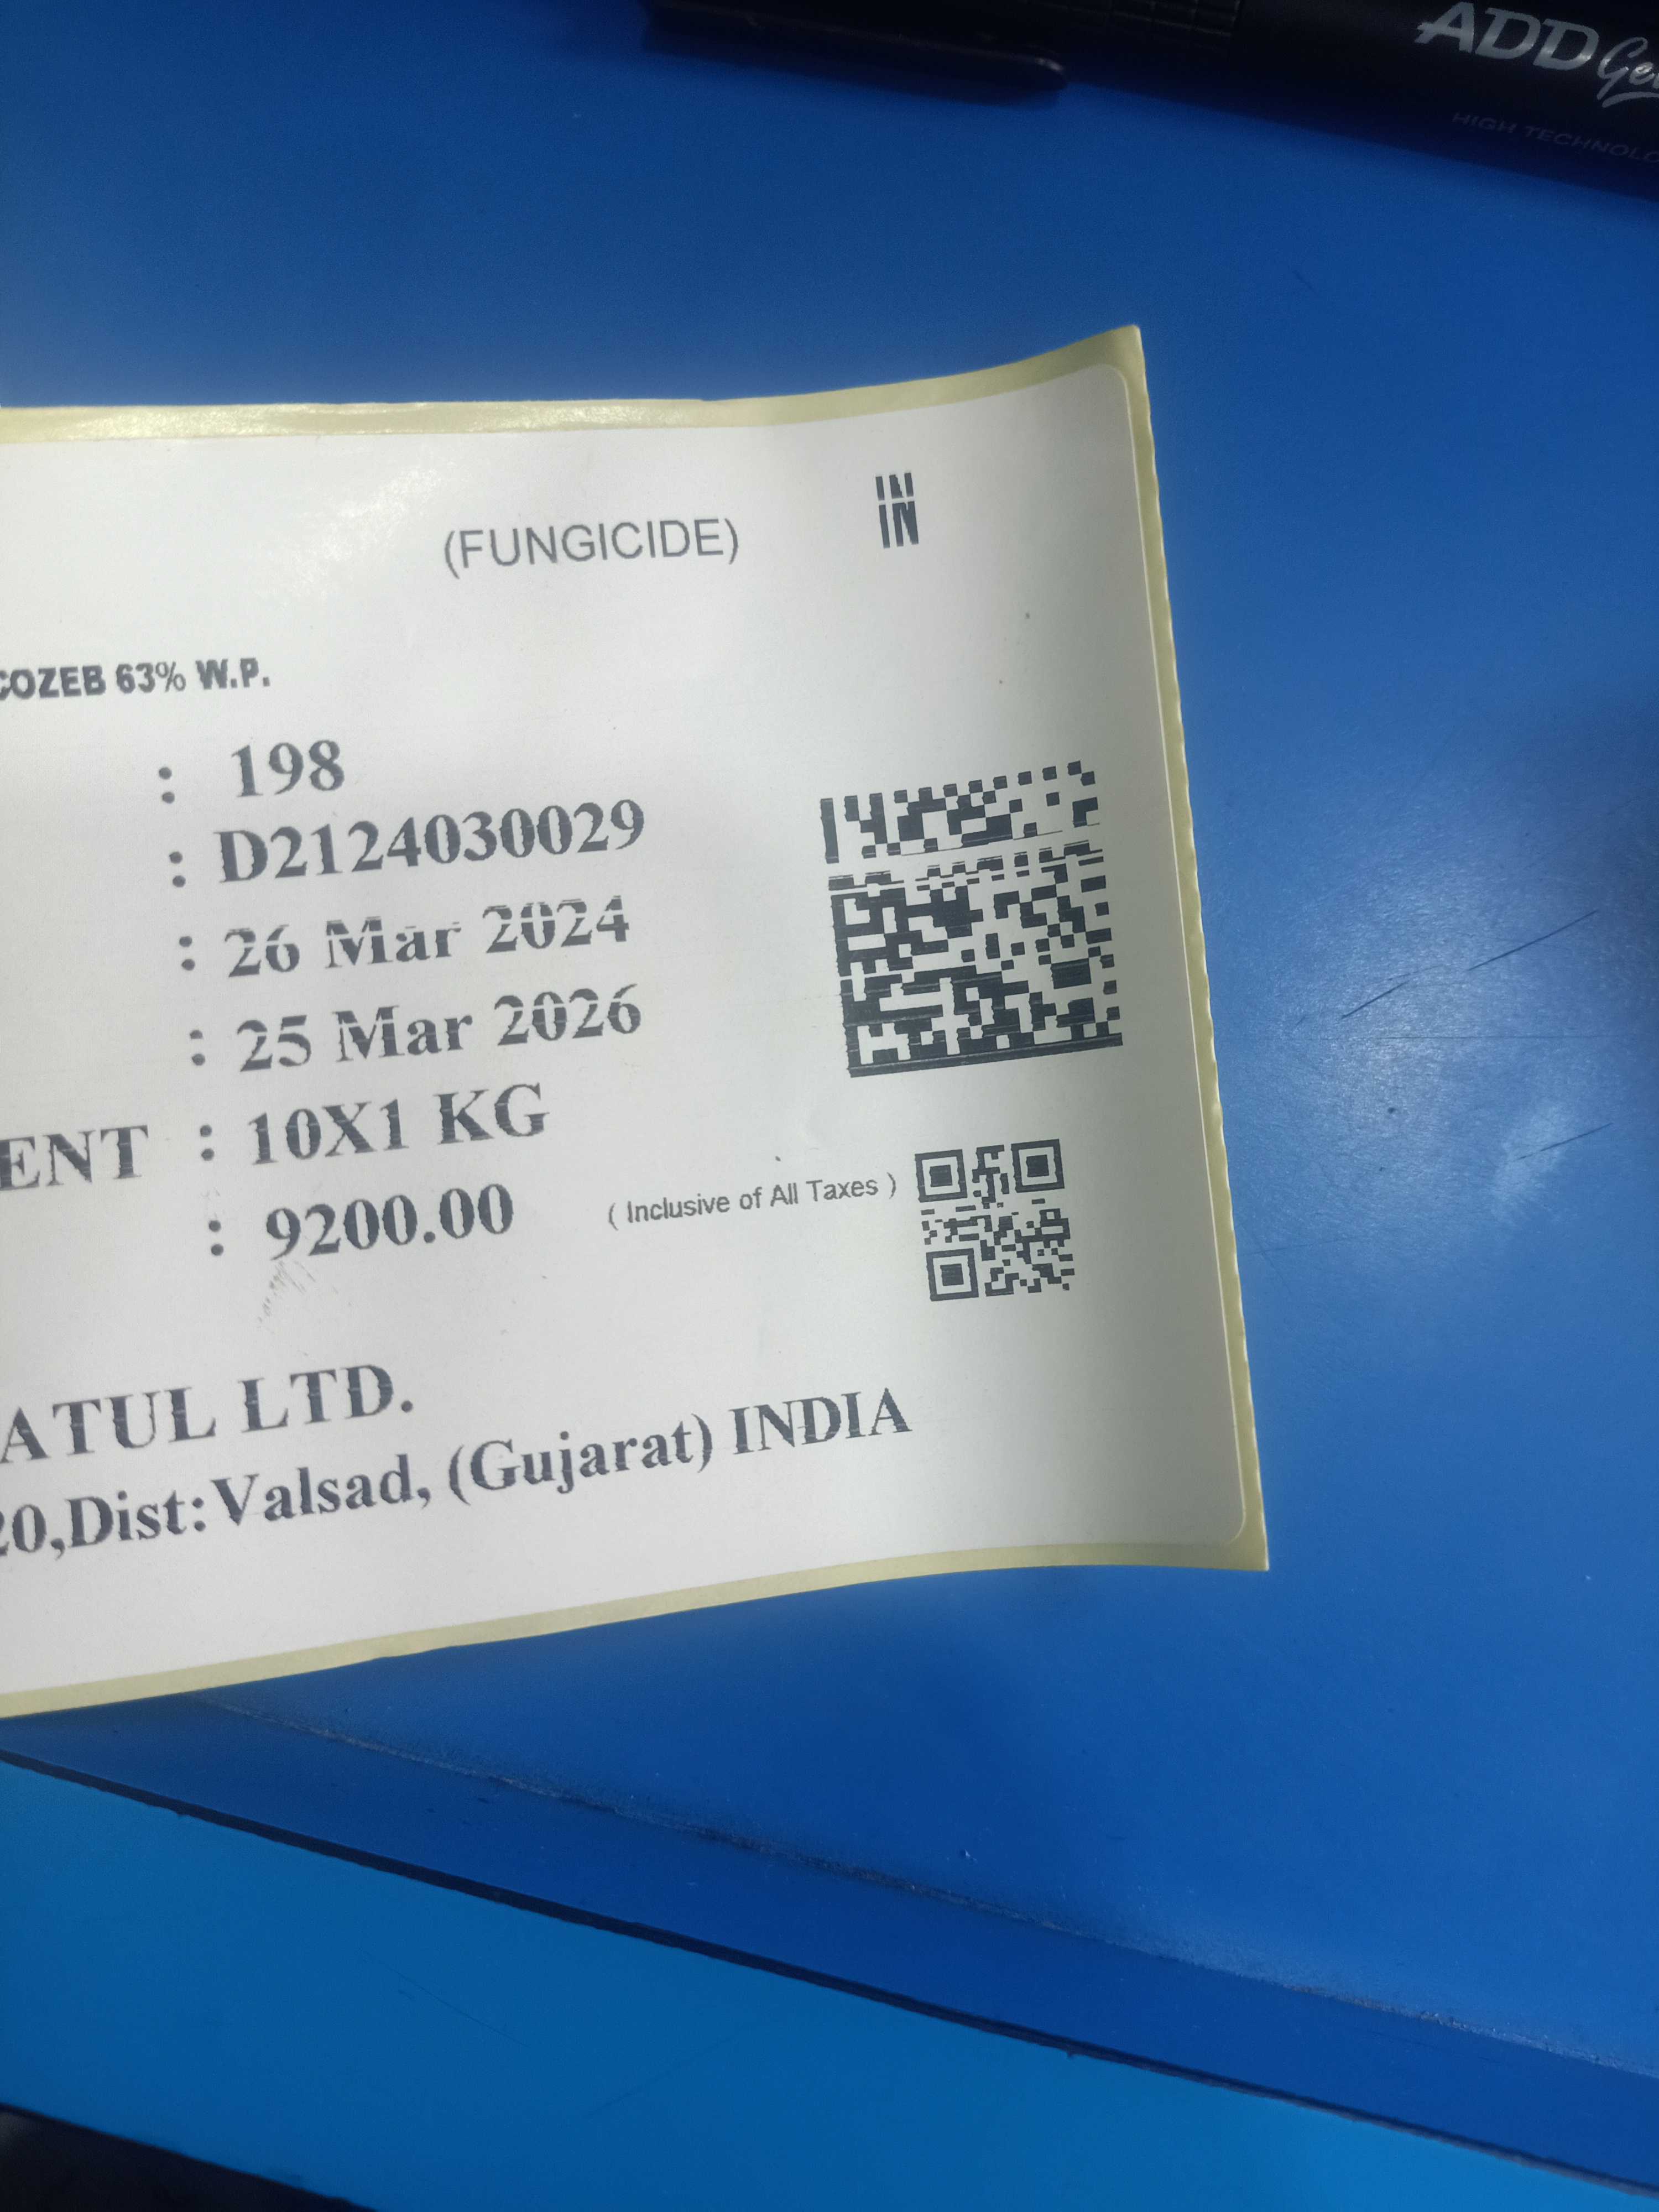 ADD Gel
HIGH TECHNOLO
(FUNGICIDE)
IN
IN
COZEB 63% W.P.
: 198
: D2124030029
: 26 Mar 2024
: 25 Mar 2026
ENT : 10X1 KG
: 9200.00 ( Inclusive of All Taxes )
ATUL LTD.
20,Dist:Valsad, (Gujarat) INDIA